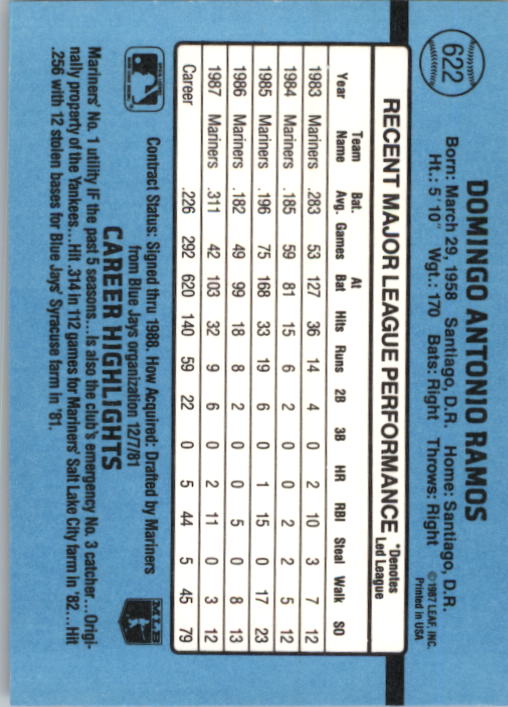 622
DOMINGO ANTONIO RAMOS
Born: March 29, 1958 Santiago, D.R. Home: Santiago, D.R.
Ht.: 5'10" Wgt.: 170 Bats: Right Throws: Right
© 1987 LEAF, INC.
Printed in USA
RECENT MAJOR LEAGUE PERFORMANCE
*Denotes
Led League
Year Team Name Bat. Avg. Games At Bat Hits Runs 2B 3B HR RBI Steal Walk SO
1983 Mariners .283 53 127 36 14 4 0 2 10 3 7 12
1984 Mariners .185 59 81 15 6 2 0 0 2 2 5 12
1985 Mariners .196 75 168 33 19 6 0 1 15 0 17 23
1986 Mariners .182 49 99 18 8 2 0 0 5 0 8 13
1987 Mariners .311 42 103 32 9 6 0 2 11 0 3 12
Career .226 292 620 140 59 22 0 5 44 5 45 79
Contract Status: Signed thru 1988. How Acquired: Drafted by Mariners
from Blue Jays organization 12/7/81
MLB
CAREER HIGHLIGHTS
Mariners' No. 1 utility IF the past 5 seasons...Is also the club's emergency No. 3 catcher...Origi-
nally property of the Yankees...Hit .314 in 112 games for Mariners' Salt Lake City farm in '82...Hit
.256 with 12 stolen bases for Blue Jays' Syracuse farm in '81.